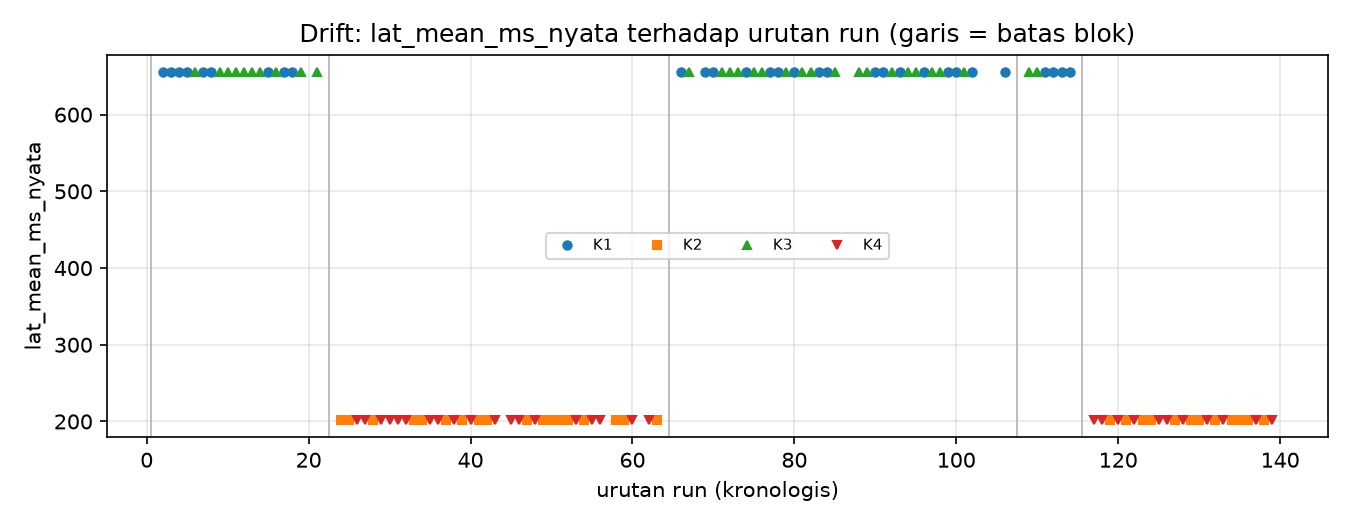 Drift: lat_mean_ms_nyata terhadap urutan run (garis = batas blok)
lat_mean_ms_nyata
600
500
400
300
200
K1 K2 K3 K4
0 20 40 60 80 100 120 140
urutan run (kronologis)